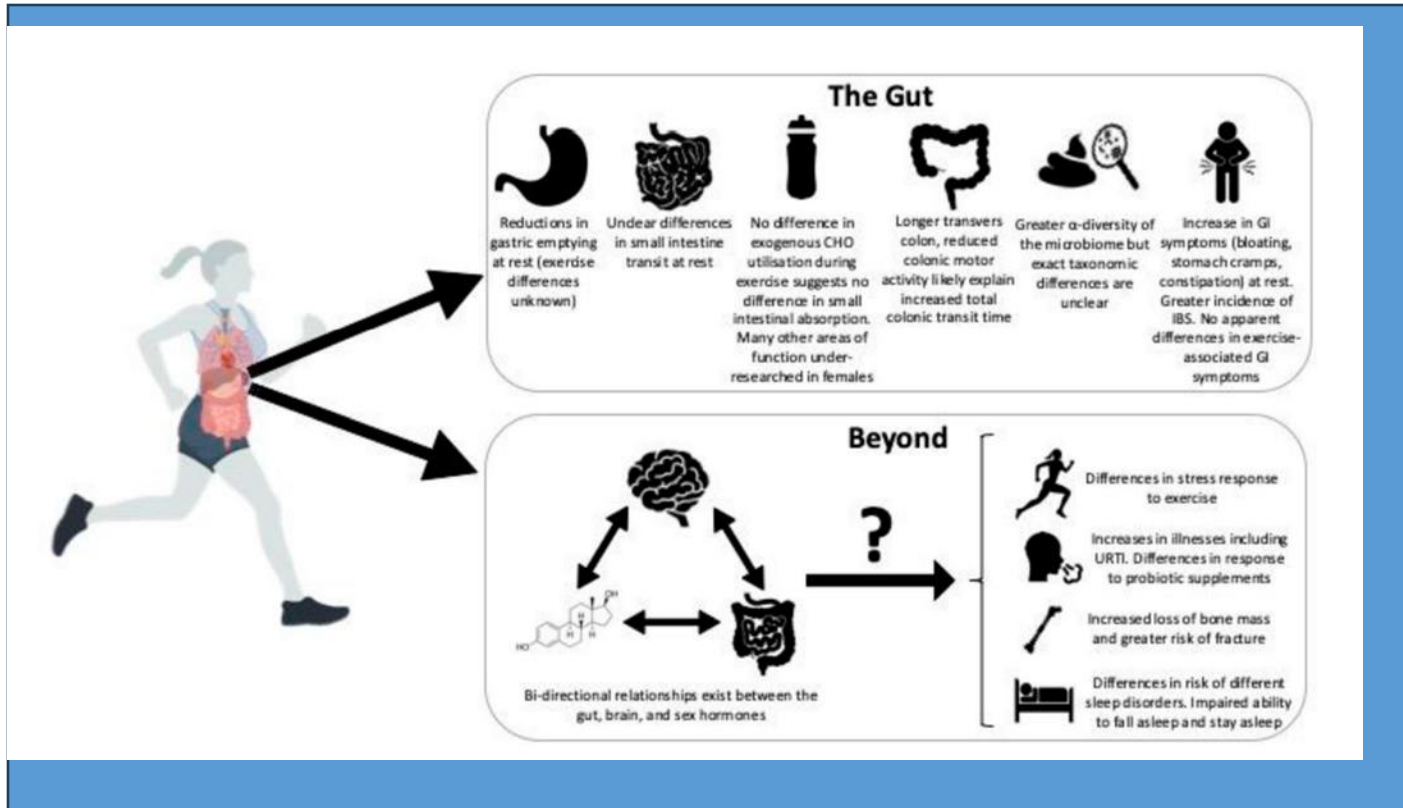 The Gut
Reductions in
gastric emptying
at rest (exercise
differences
unknown)
Unclear differences
in small intestine
transit at rest
No difference in
exogenous CHO
utilisation during
exercise suggests no
difference in small
intestinal absorption.
Many other areas of
function under-
researched in females
Longer transvers
colon, reduced
colonic motor
activity likely explain
increased total
colonic transit time
Greater α-diversity of
the microbiome but
exact taxonomic
differences are
unclear
Increase in GI
symptoms (bloating,
stomach cramps,
constipation) at rest.
Greater incidence of
IBS. No apparent
differences in exercise-
associated GI
symptoms
Beyond
?
OH
H
H
H
HO
Bi-directional relationships exist between the
gut, brain, and sex hormones
Differences in stress response
to exercise
Increases in illnesses including
URTI. Differences in response
to probiotic supplements
Increased loss of bone mass
and greater risk of fracture
Differences in risk of different
sleep disorders. Impaired ability
to fall asleep and stay asleep